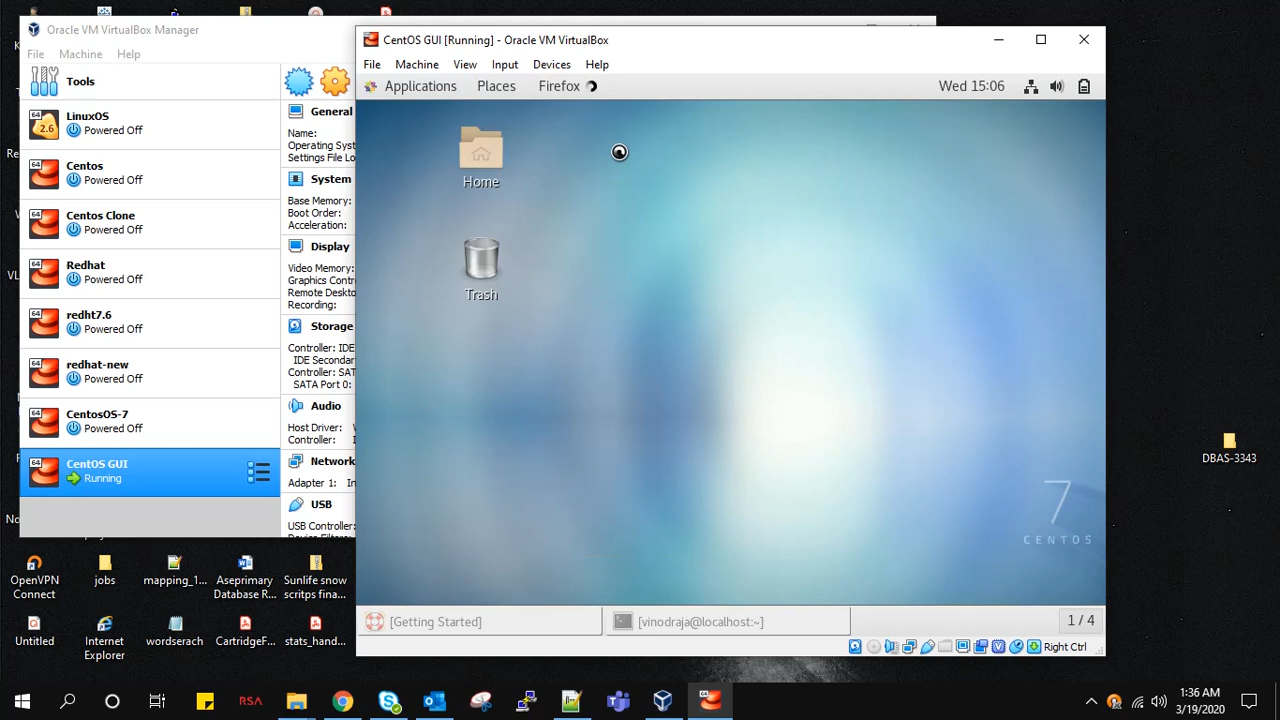 Oracle VM VirtualBox Manager
File Machine Help
Tools
LinuxOS
Powered Off
Centos
Powered Off
Centos Clone
Powered Off
Redhat
Powered Off
redht7.6
Powered Off
redhat-new
Powered Off
CentosOS-7
Powered Off
CentOS GUI
Running
General
Name:
Operating Sys
Settings File Lo
System
Base Memory:
Boot Order:
Acceleration:
Display
Video Memory:
Graphics Contr
Remote Deskto
Recording:
Storage
Controller: IDE
IDE Secondar
Controller: SAT
SATA Port 0:
Audio
Host Driver:
Controller:
Network
Adapter 1: In
USB
USB Controller:
CentOS GUI [Running] - Oracle VM VirtualBox
File Machine View Input Devices Help
Applications Places Firefox
Wed 15:06
Home
Trash
7
CENTOS
[Getting Started]
[vinodraja@localhost:~]
1 / 4
Right Ctrl
DBAS-3343
OpenVPN
Connect
jobs
mapping_1...
Aseprimary
Database R...
Sunlife snow
scritps fina...
Untitled
Internet
Explorer
wordserach
CartridgeF...
stats_hand...
RSA
1:36 AM
3/19/2020